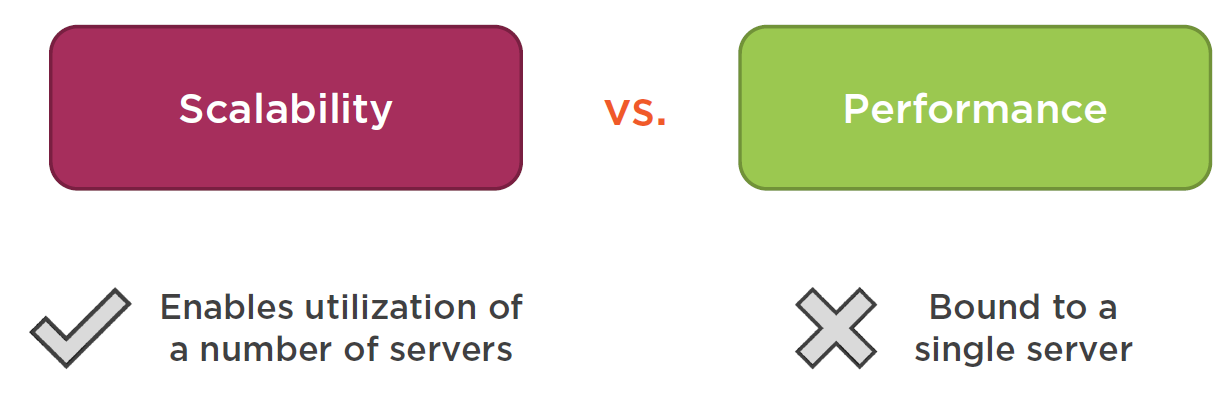 Scalability
vs.
Performance
Enables utilization of
a number of servers
Bound to a
single server